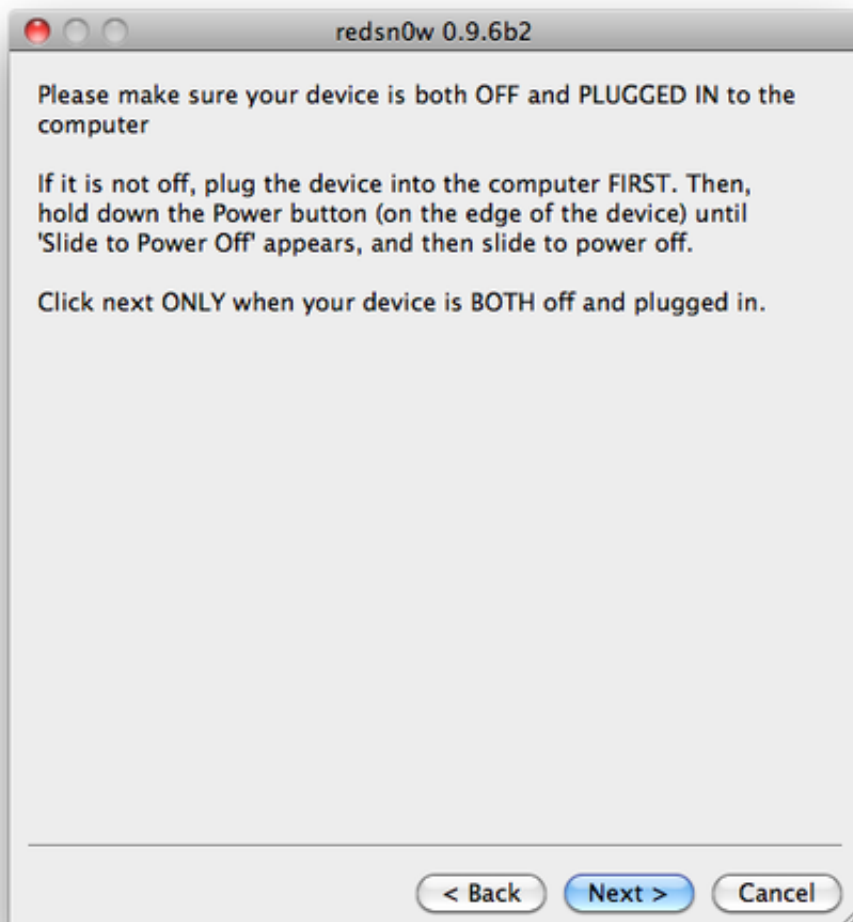 redsn0w 0.9.6b2
Please make sure your device is both OFF and PLUGGED IN to the
computer
If it is not off, plug the device into the computer FIRST. Then,
hold down the Power button (on the edge of the device) until
'Slide to Power Off' appears, and then slide to power off.
Click next ONLY when your device is BOTH off and plugged in.
< Back Next > Cancel